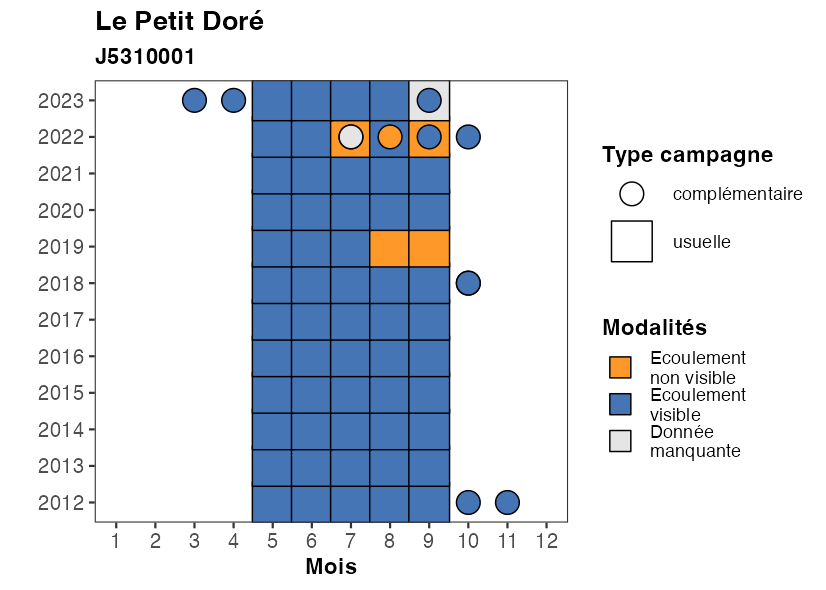 Le Petit Doré
J5310001
2023
2022
2021
2020
2019
2018
2017
2016
2015
2014
2013
2012
1 2 3 4 5 6 7 8 9 10 11 12
Mois
Type campagne
complémentaire
usuelle
Modalités
Ecoulement
non visible
Ecoulement
visible
Donnée
manquante